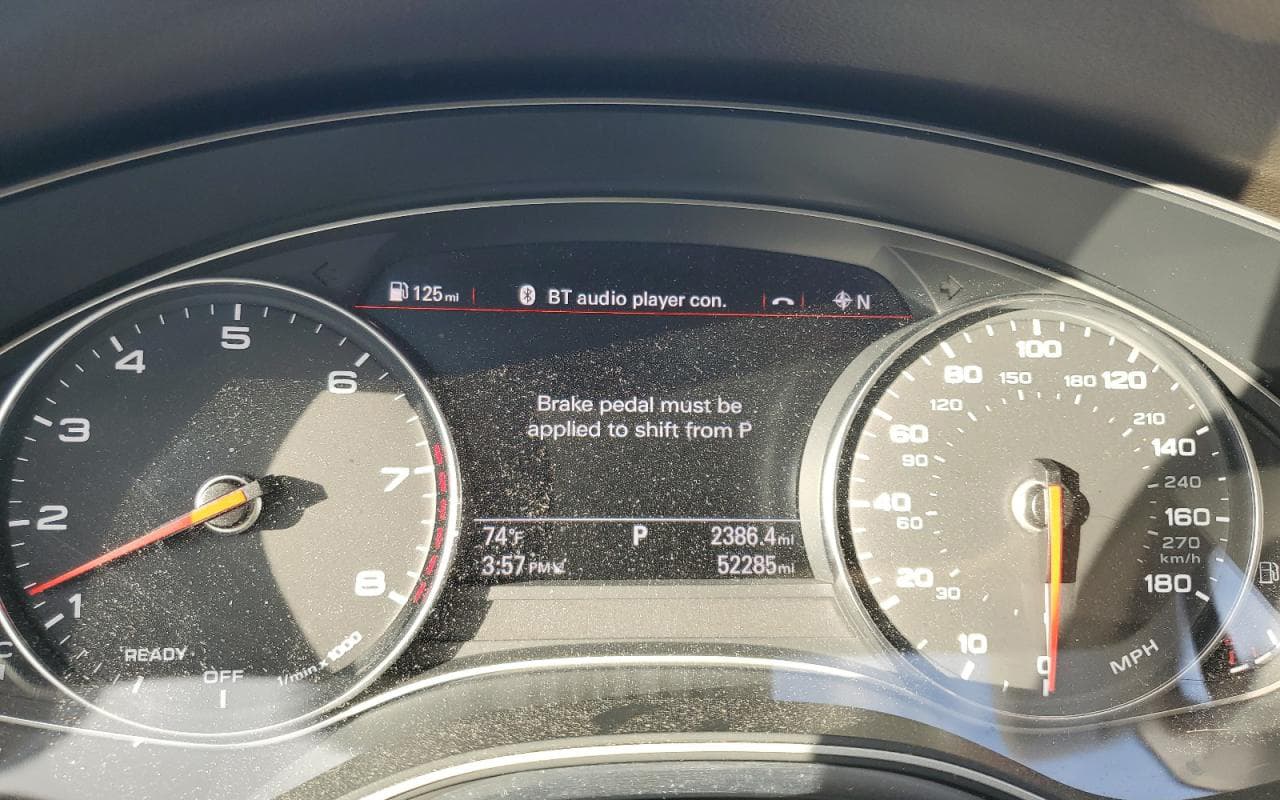 125 mi BT audio player con. N
Brake pedal must be
applied to shift from P
74°F P 2386.4 mi
3:57 PM 52285 mi
1
2
3
4
5
6
7
8
READY
OFF
1/min x 1000
0
10
20
30
40
60
60
90
80
120
100
150
120
180
140
210
160
240
180
270
km/h
MPH